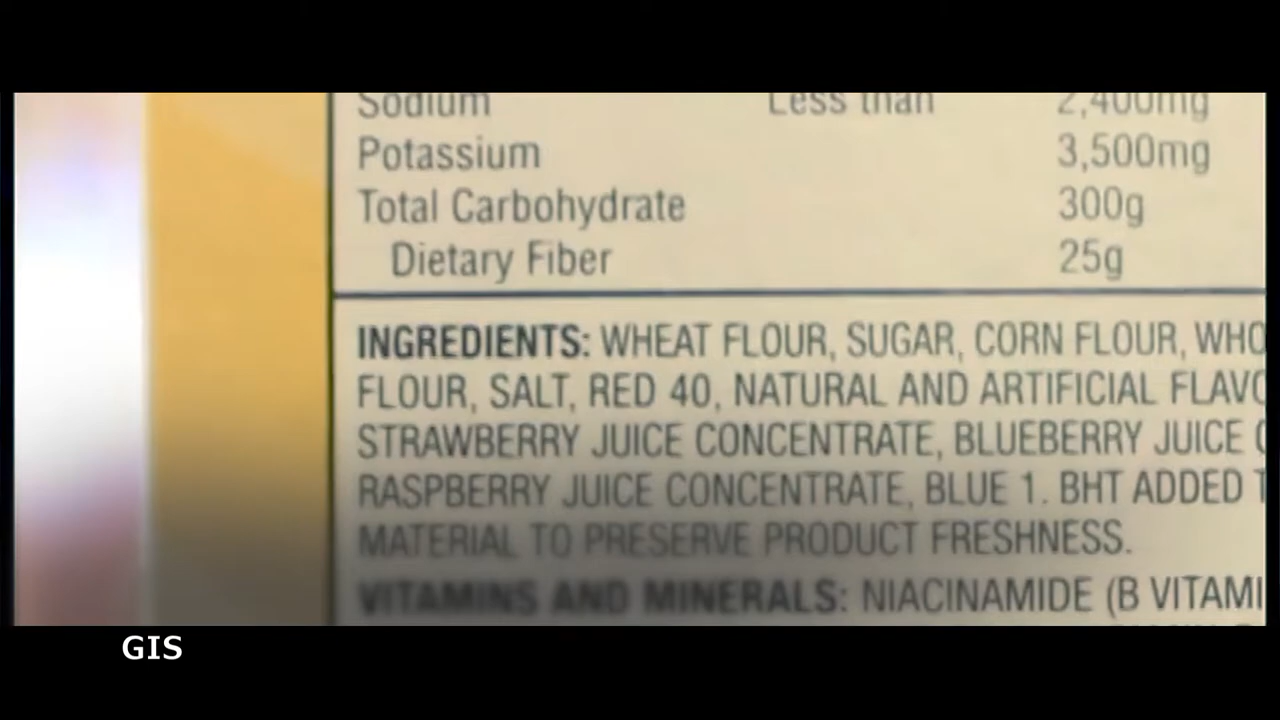 Sodium Less than 2,400mg
Potassium 3,500mg
Total Carbohydrate 300g
Dietary Fiber 25g
INGREDIENTS: WHEAT FLOUR, SUGAR, CORN FLOUR, WHO
FLOUR, SALT, RED 40, NATURAL AND ARTIFICIAL FLAVO
STRAWBERRY JUICE CONCENTRATE, BLUEBERRY JUICE
RASPBERRY JUICE CONCENTRATE, BLUE 1. BHT ADDED T
MATERIAL TO PRESERVE PRODUCT FRESHNESS.
VITAMINS AND MINERALS: NIACINAMIDE (B VITAMI
GIS